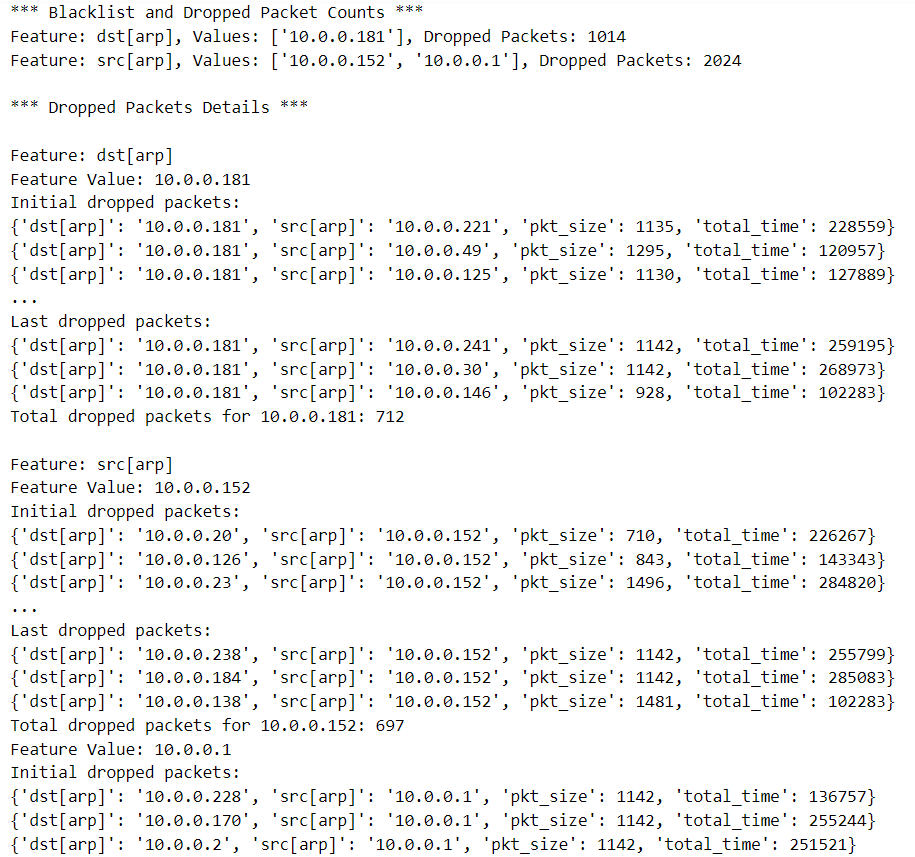 *** Blacklist and Dropped Packet Counts ***
Feature: dst[arp], Values: ['10.0.0.181'], Dropped Packets: 1014
Feature: src[arp], Values: ['10.0.0.152', '10.0.0.1'], Dropped Packets: 2024
*** Dropped Packets Details ***
Feature: dst[arp]
Feature Value: 10.0.0.181
Initial dropped packets:
{'dst[arp]': '10.0.0.181', 'src[arp]': '10.0.0.221', 'pkt_size': 1135, 'total_time': 228559}
{'dst[arp]': '10.0.0.181', 'src[arp]': '10.0.0.49', 'pkt_size': 1295, 'total_time': 120957}
{'dst[arp]': '10.0.0.181', 'src[arp]': '10.0.0.125', 'pkt_size': 1130, 'total_time': 127889}
...
Last dropped packets:
{'dst[arp]': '10.0.0.181', 'src[arp]': '10.0.0.241', 'pkt_size': 1142, 'total_time': 259195}
{'dst[arp]': '10.0.0.181', 'src[arp]': '10.0.0.30', 'pkt_size': 1142, 'total_time': 268973}
{'dst[arp]': '10.0.0.181', 'src[arp]': '10.0.0.146', 'pkt_size': 928, 'total_time': 102283}
Total dropped packets for 10.0.0.181: 712
Feature: src[arp]
Feature Value: 10.0.0.152
Initial dropped packets:
{'dst[arp]': '10.0.0.20', 'src[arp]': '10.0.0.152', 'pkt_size': 710, 'total_time': 226267}
{'dst[arp]': '10.0.0.126', 'src[arp]': '10.0.0.152', 'pkt_size': 843, 'total_time': 143343}
{'dst[arp]': '10.0.0.23', 'src[arp]': '10.0.0.152', 'pkt_size': 1496, 'total_time': 284820}
...
Last dropped packets:
{'dst[arp]': '10.0.0.238', 'src[arp]': '10.0.0.152', 'pkt_size': 1142, 'total_time': 255799}
{'dst[arp]': '10.0.0.184', 'src[arp]': '10.0.0.152', 'pkt_size': 1142, 'total_time': 285083}
{'dst[arp]': '10.0.0.138', 'src[arp]': '10.0.0.152', 'pkt_size': 1481, 'total_time': 102283}
Total dropped packets for 10.0.0.152: 697
Feature Value: 10.0.0.1
Initial dropped packets:
{'dst[arp]': '10.0.0.228', 'src[arp]': '10.0.0.1', 'pkt_size': 1142, 'total_time': 136757}
{'dst[arp]': '10.0.0.170', 'src[arp]': '10.0.0.1', 'pkt_size': 1142, 'total_time': 255244}
{'dst[arp]': '10.0.0.2', 'src[arp]': '10.0.0.1', 'pkt_size': 1142, 'total_time': 251521}